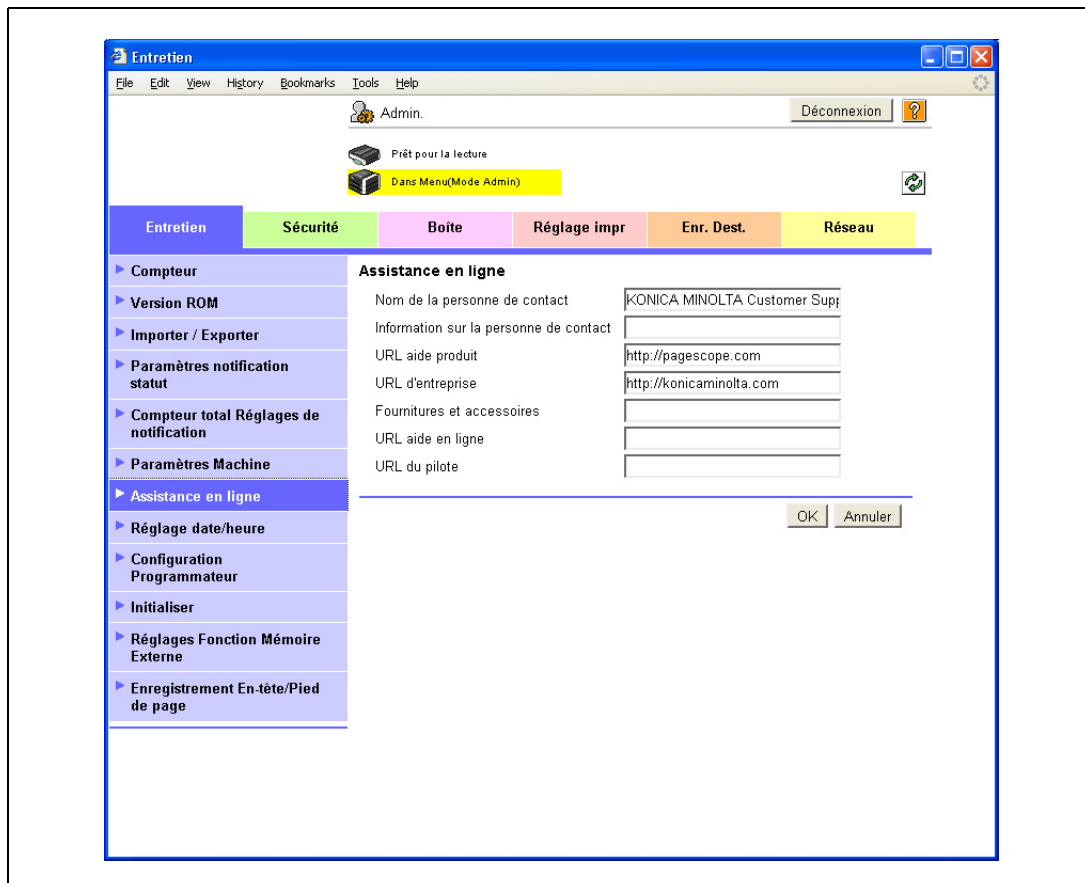 Entretien
File Edit View History Bookmarks Tools Help
Admin.
Déconnexion
?
Prêt pour la lecture
Dans Menu(Mode Admin)
Entretien Sécurité Boîte Réglage impr Enr. Dest. Réseau
Compteur
Version ROM
Importer / Exporter
Paramètres notification
statut
Compteur total Réglages de
notification
Paramètres Machine
Assistance en ligne
Réglage date/heure
Configuration
Programmateur
Initialiser
Réglages Fonction Mémoire
Externe
Enregistrement En-tête/Pied
de page
Assistance en ligne
Nom de la personne de contact KONICA MINOLTA Customer Supp
Information sur la personne de contact
URL aide produit http://pagescope.com
URL d'entreprise http://konicaminolta.com
Fournitures et accessoires
URL aide en ligne
URL du pilote
OK Annuler